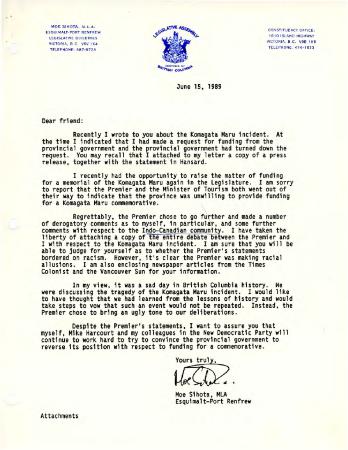 MOE SIHOTA, M.L.A.
ESQUIMALT-PORT RENFREW
LEGISLATIVE BUILDINGS
VICTORIA, B.C. V8V 1X4
TELEPHONE:
LEGISLATIVE ASSEMBLY
BRITISH COLUMBIA
CONSTITUENCY OFFICE:
ISLAND HIGHWAY
VICTORIA, B.C.
TELEPHONE:
June 15, 1989
Dear friend:
Recently I wrote to you about the Komagata Maru incident. At
the time I indicated that I had made a request for funding from the
provincial government and the provincial government had turned down the
request. You may recall that I attached to my letter a copy of a press
release, together with the statement in Hansard.
I recently had the opportunity to raise the matter of funding
for a memorial of the Komagata Maru again in the Legislature. I am sorry
to report that the Premier and the Minister of Tourism both went out of
their way to indicate that the province was unwilling to provide funding for a
Komagata Maru commemorative.
Regrettably, the Premier chose to go further and made a number
of derogatory comments as to myself, in particular, and some further
comments with respect to the Indo-Canadian community. I have taken the
liberty of attaching a copy of the entire debate between the Premier and
I with respect to the Komagata Maru incident. I am sure that you will be
able to judge for yourself as to whether the Premier's statements
bordered on racism. However, it's clear the Premier was making racial
allusions. I am also enclosing newspaper articles from the Times
Colonist and the Vancouver Sun for your information.
In my view, it was a sad day in British Columbia history. We
were discussing the tragedy of the Komagata Maru incident. I would like
to have thought that we had learned from the lessons of history and would
take steps to vow that such an event would not be repeated. Instead, the
Premier chose to bring an ugly tone to our deliberations.
Despite the Premier's statements, I want to assure you that
myself, Mike Harcourt and my colleagues in the New Democratic Party will
continue to work hard to try to convince the provincial government to
reverse its position with respect to funding for a commemorative.
Yours truly,
Moe Sihota, MLA
Esquimalt-Port Renfrew
Attachments